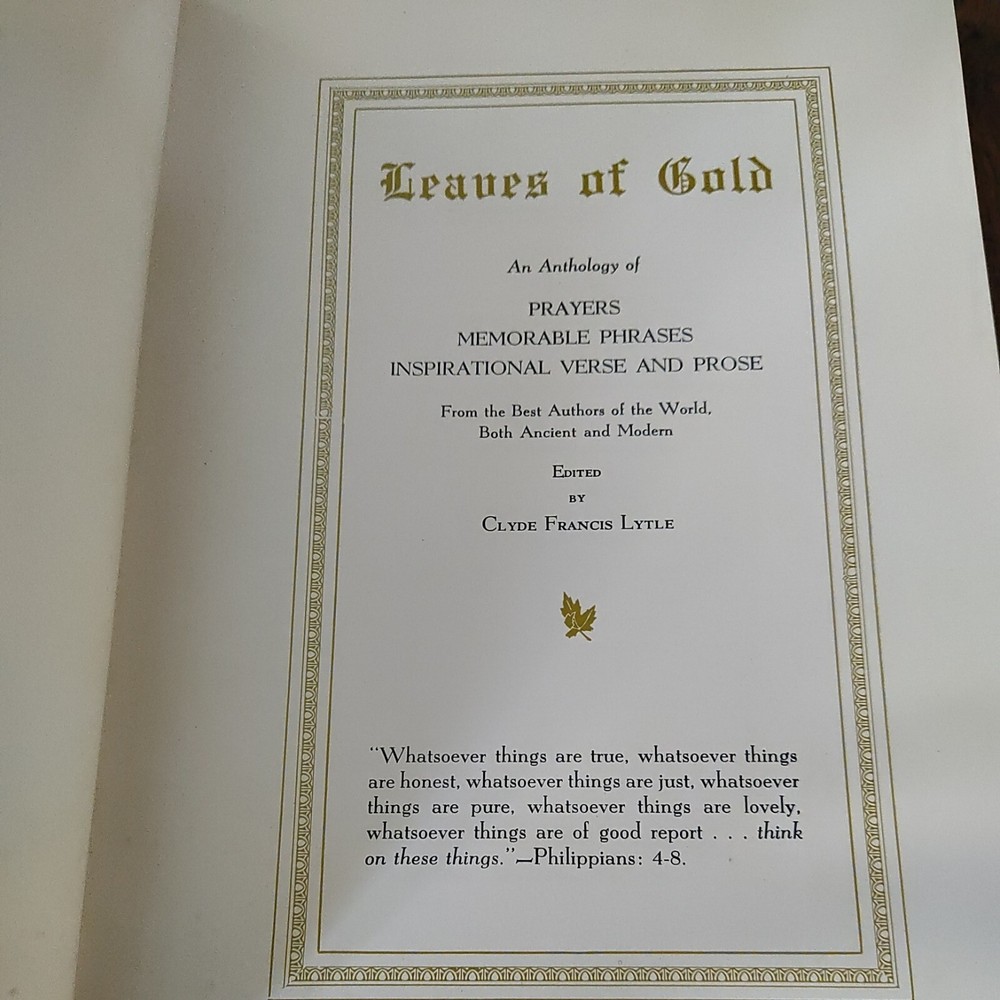 Leaves of Gold
An Anthology of
PRAYERS
MEMORABLE PHRASES
INSPIRATIONAL VERSE AND PROSE
From the Best Authors of the World,
Both Ancient and Modern
EDITED
BY
CLYDE FRANCIS LYTLE
“Whatsoever things are true, whatsoever things
are honest, whatsoever things are just, whatsoever
things are pure, whatsoever things are lovely,
whatsoever things are of good report . . . think
on these things.”—Philippians: 4-8.